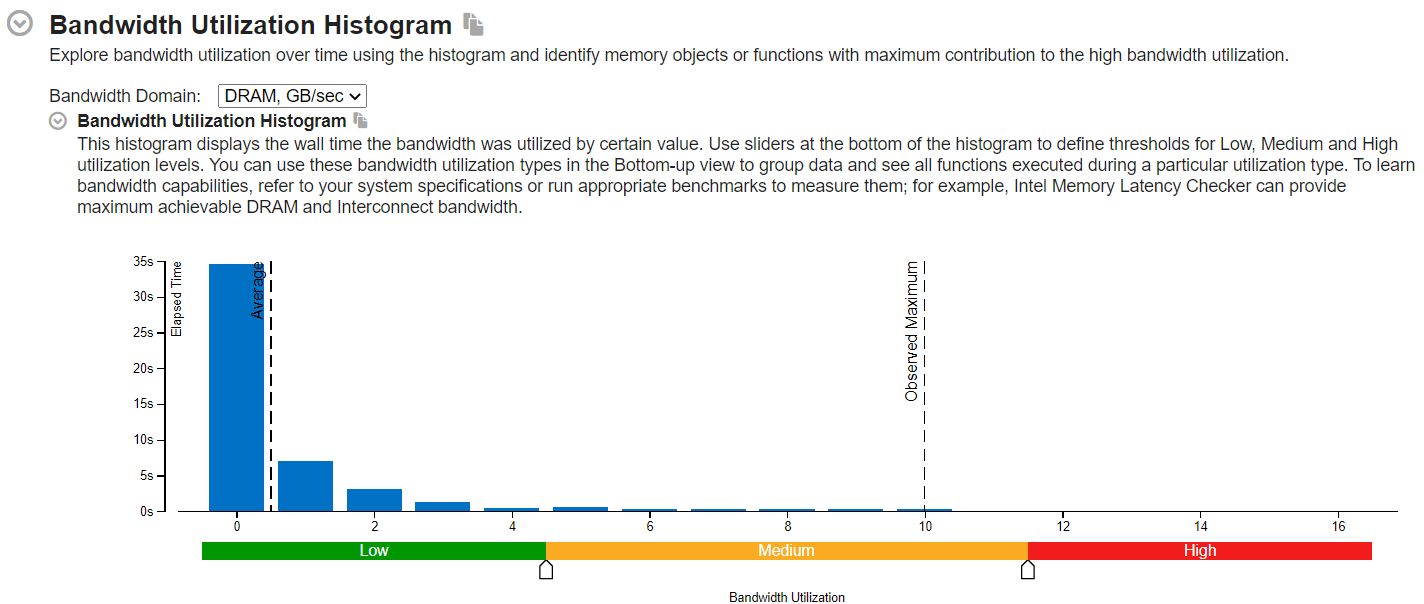 Bandwidth Utilization Histogram
Explore bandwidth utilization over time using the histogram and identify memory objects or functions with maximum contribution to the high bandwidth utilization.
Bandwidth Domain: DRAM, GB/sec
Bandwidth Utilization Histogram
This histogram displays the wall time the bandwidth was utilized by certain value. Use sliders at the bottom of the histogram to define thresholds for Low, Medium and High
utilization levels. You can use these bandwidth utilization types in the Bottom-up view to group data and see all functions executed during a particular utilization type. To learn
bandwidth capabilities, refer to your system specifications or run appropriate benchmarks to measure them; for example, Intel Memory Latency Checker can provide
maximum achievable DRAM and Interconnect bandwidth.
35s
30s
25s
20s
15s
10s
5s
0s
Elapsed Time
Average
Observed Maximum
0 2 4 6 8 10 12 14 16
Low Medium High
Bandwidth Utilization